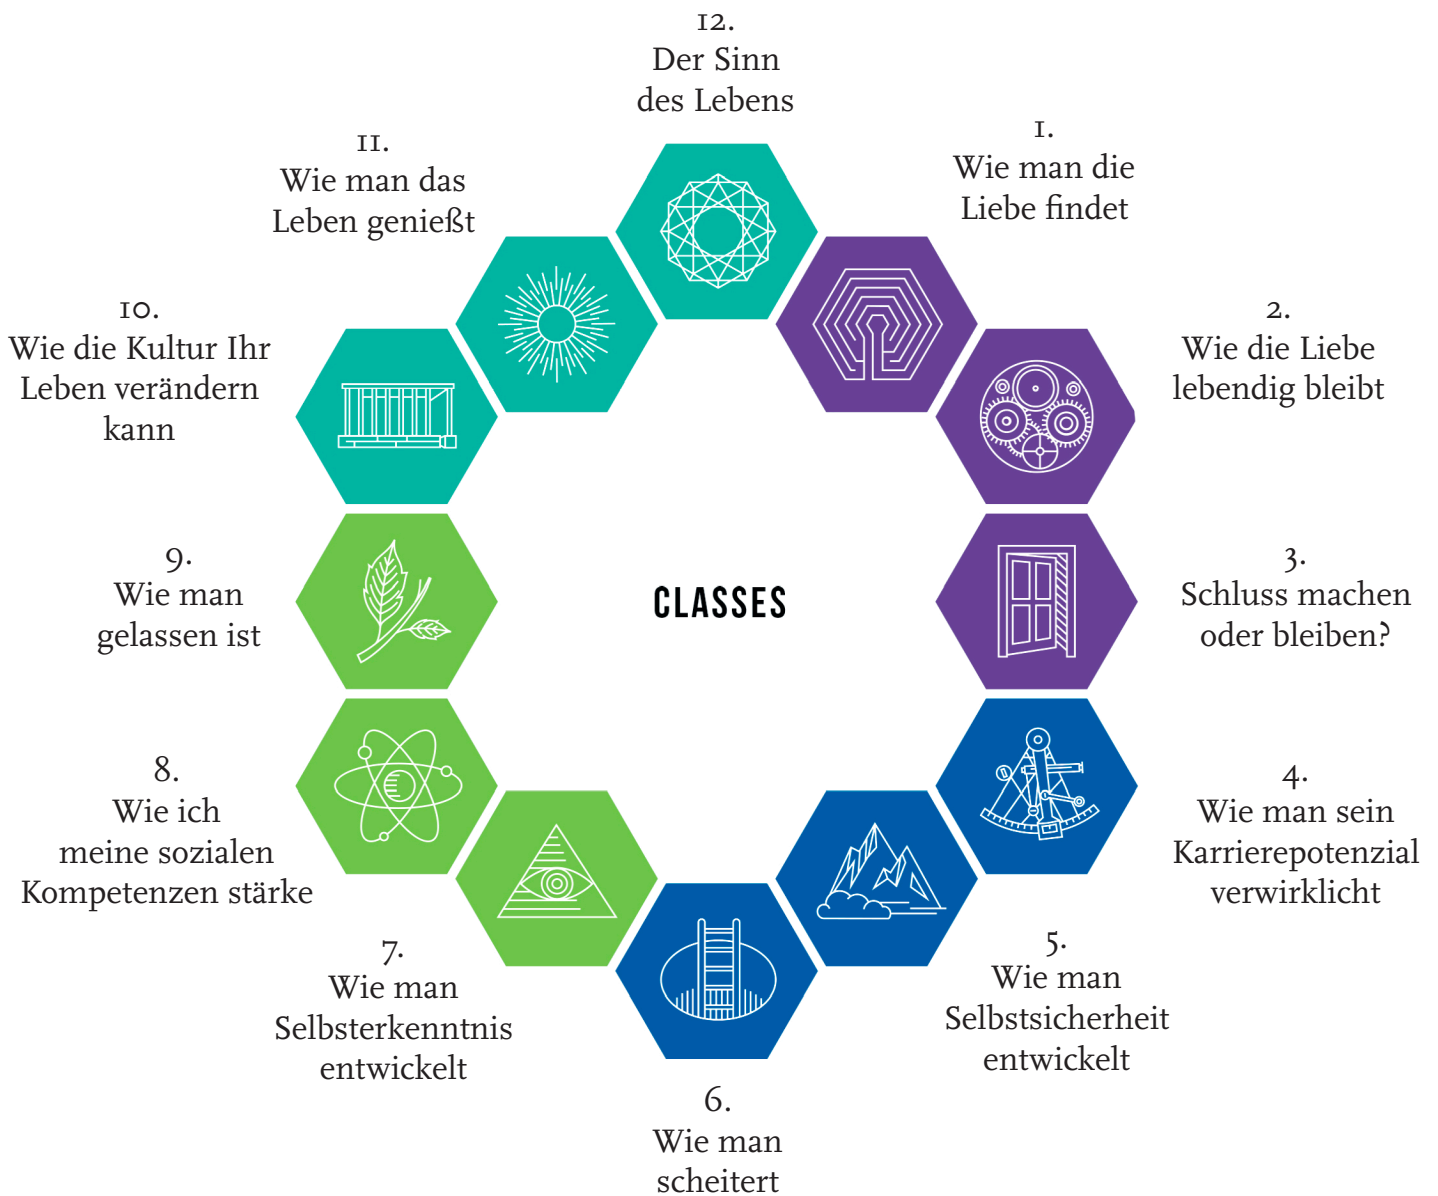 12.
Der Sinn
des Lebens
1.
Wie man die
Liebe findet
2.
Wie die Liebe
lebendig bleibt
3.
Schluss machen
oder bleiben?
4.
Wie man sein
Karrierepotenzial
verwirklicht
5.
Wie man
Selbstsicherheit
entwickelt
6.
Wie man
scheitert
7.
Wie man
Selbsterkenntnis
entwickelt
8.
Wie ich
meine sozialen
Kompetenzen stärke
9.
Wie man
gelassen ist
10.
Wie die Kultur Ihr
Leben verändern
kann
11.
Wie man das
Leben genießt
CLASSES